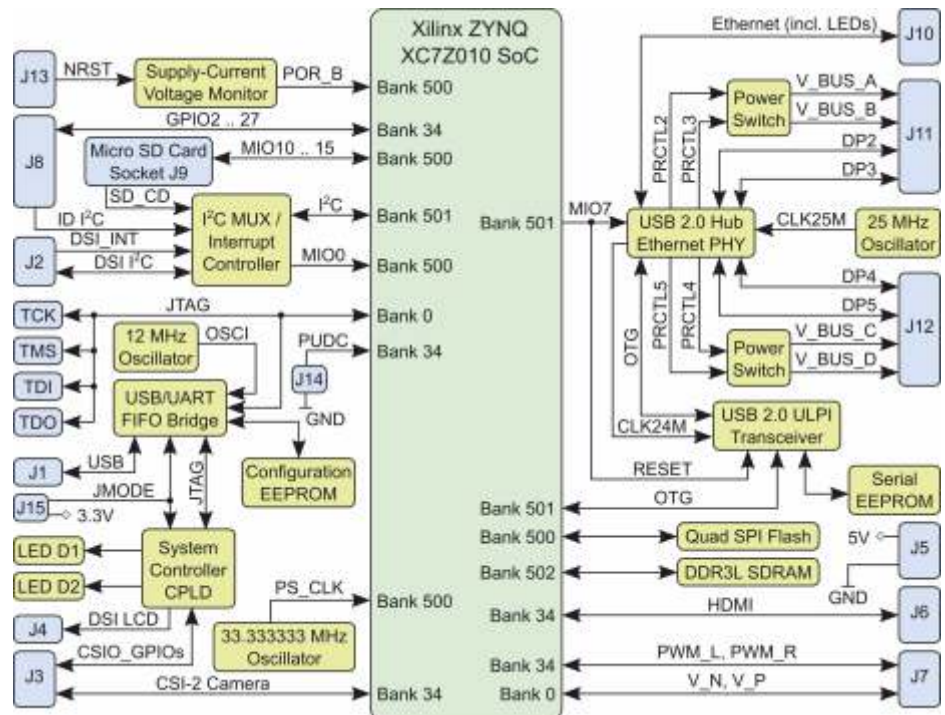 Xilinx ZYNQ
XC7Z010 SoC
Ethernet (incl. LEDs)
J10
J13
NRST
Supply-Current
Voltage Monitor
POR_B
Bank 500
Power
Switch
V_BUS_A
V_BUS_B
J11
GPIO2 .. 27
Bank 34
PRCTL2
PRCTL3
DP2
DP3
J8
Micro SD Card
Socket J9
MIO10 .. 15
Bank 500
SD_CD
ID I²C
I²C MUX /
Interrupt
Controller
I²C
Bank 501
Bank 501
MIO7
USB 2.0 Hub
Ethernet PHY
CLK25M
25 MHz
Oscillator
J2
DSI_INT
DSI I²C
MIO0
Bank 500
DP4
DP5
J12
TCK
JTAG
Bank 0
OTG
PRCTL5
PRCTL4
12 MHz
Oscillator
OSCI
PUDC
Bank 34
V_BUS_C
V_BUS_D
Power
Switch
TMS
TDI
TDO
J14
GND
USB/UART
FIFO Bridge
CLK24M
USB 2.0 ULPI
Transceiver
J1
USB
JTAG
Configuration
EEPROM
RESET
Serial
EEPROM
J15
JMODE
3.3V
Bank 501
OTG
LED D1
LED D2
System
Controller
CPLD
Bank 500
Quad SPI Flash
5V
J5
GND
Bank 502
DDR3L SDRAM
PS_CLK
Bank 500
33.333333 MHz
Oscillator
Bank 34
HDMI
J6
J4
DSI LCD
J3
CSIO_GPIOs
CSI-2 Camera
Bank 34
Bank 34
PWM_L, PWM_R
J7
Bank 0
V_N, V_P